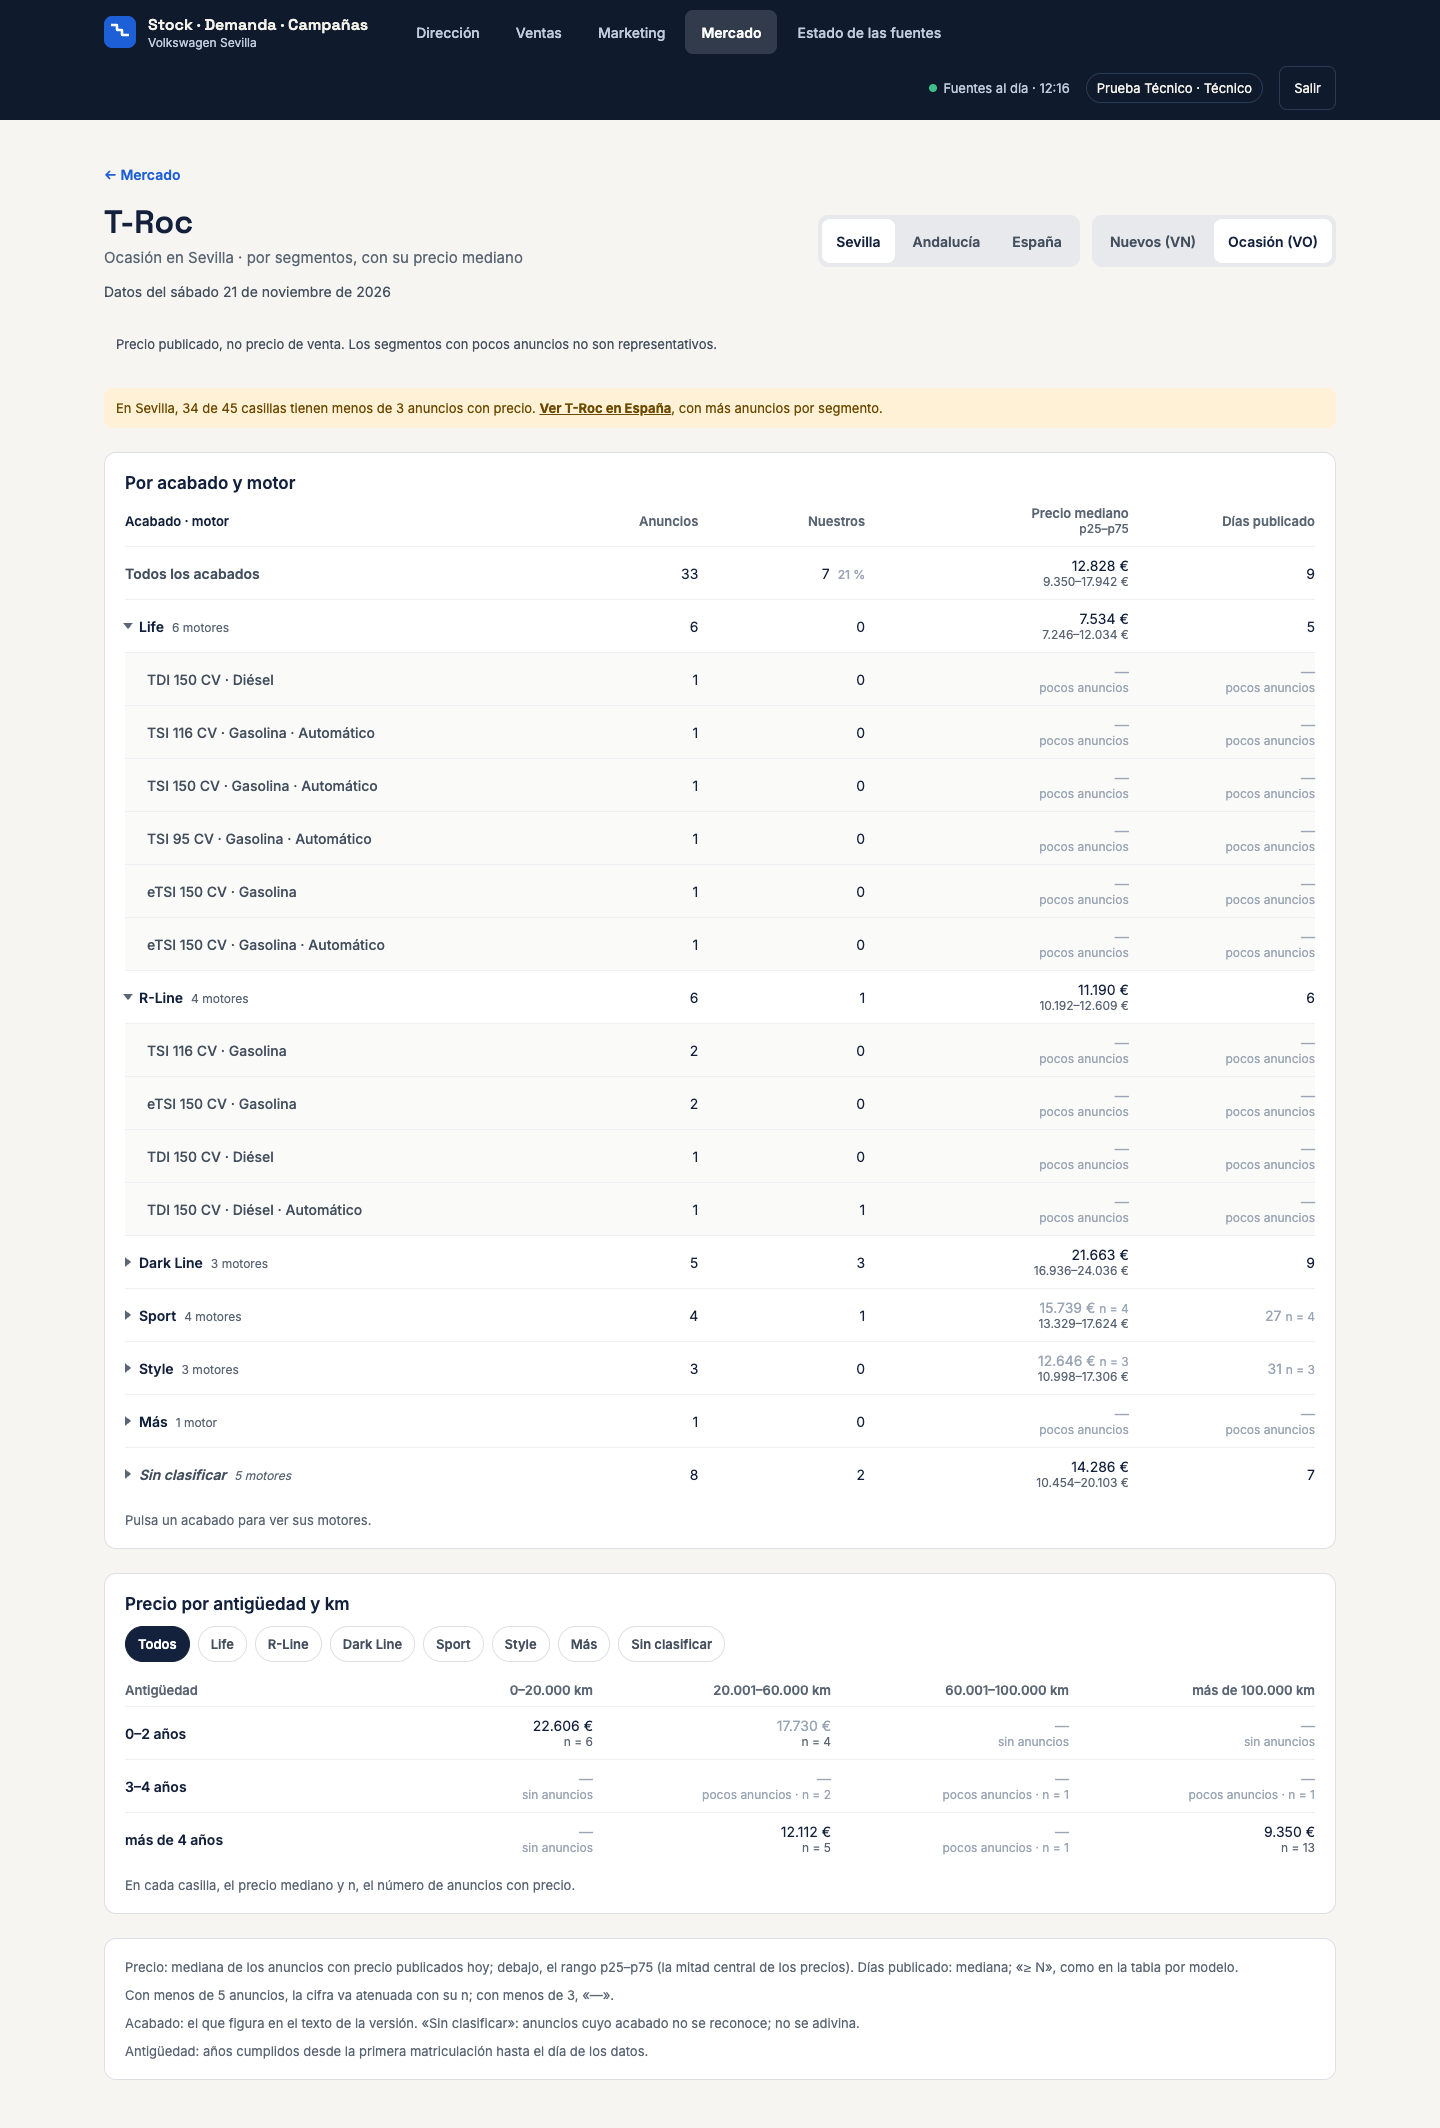 Stock · Demanda · Campañas
Volkswagen Sevilla
Dirección Ventas Marketing Mercado Estado de las fuentes
Fuentes al día · 12:16 Prueba Técnico · Técnico Salir
← Mercado
T-Roc
Ocasión en Sevilla · por segmentos, con su precio mediano
Sevilla Andalucía España Nuevos (VN) Ocasión (VO)
Datos del sábado 21 de noviembre de 2026
Precio publicado, no precio de venta. Los segmentos con pocos anuncios no son representativos.
En Sevilla, 34 de 45 casillas tienen menos de 3 anuncios con precio. Ver T-Roc en España, con más anuncios por segmento.
Por acabado y motor
Acabado · motor Anuncios Nuestros Precio mediano p25–p75 Días publicado
Todos los acabados 33 7 21 % 12.828 € 9.350–17.942 € 9
Life 6 motores 6 0 7.534 € 7.246–12.034 € 5
TDI 150 CV · Diésel 1 0 — pocos anuncios — pocos anuncios
TSI 116 CV · Gasolina · Automático 1 0 — pocos anuncios — pocos anuncios
TSI 150 CV · Gasolina · Automático 1 0 — pocos anuncios — pocos anuncios
TSI 95 CV · Gasolina · Automático 1 0 — pocos anuncios — pocos anuncios
eTSI 150 CV · Gasolina 1 0 — pocos anuncios — pocos anuncios
eTSI 150 CV · Gasolina · Automático 1 0 — pocos anuncios — pocos anuncios
R-Line 4 motores 6 1 11.190 € 10.192–12.609 € 6
TSI 116 CV · Gasolina 2 0 — pocos anuncios — pocos anuncios
eTSI 150 CV · Gasolina 2 0 — pocos anuncios — pocos anuncios
TDI 150 CV · Diésel 1 0 — pocos anuncios — pocos anuncios
TDI 150 CV · Diésel · Automático 1 1 — pocos anuncios — pocos anuncios
Dark Line 3 motores 5 3 21.663 € 16.936–24.036 € 9
Sport 4 motores 4 1 15.739 € n = 4 13.329–17.624 € 27 n = 4
Style 3 motores 3 0 12.646 € n = 3 10.998–17.306 € 31 n = 3
Más 1 motor 1 0 — pocos anuncios — pocos anuncios
Sin clasificar 5 motores 8 2 14.286 € 10.454–20.103 € 7
Pulsa un acabado para ver sus motores.
Precio por antigüedad y km
Todos Life R-Line Dark Line Sport Style Más Sin clasificar
Antigüedad 0–20.000 km 20.001–60.000 km 60.001–100.000 km más de 100.000 km
0–2 años 22.606 € n = 6 17.730 € n = 4 — sin anuncios — sin anuncios
3–4 años — sin anuncios — pocos anuncios · n = 2 — pocos anuncios · n = 1 — pocos anuncios · n = 1
más de 4 años — sin anuncios 12.112 € n = 5 — pocos anuncios · n = 1 9.350 € n = 13
En cada casilla, el precio mediano y n, el número de anuncios con precio.
Precio: mediana de los anuncios con precio publicados hoy; debajo, el rango p25–p75 (la mitad central de los precios). Días publicado: mediana; «≥ N», como en la tabla por modelo.
Con menos de 5 anuncios, la cifra va atenuada con su n; con menos de 3, «—».
Acabado: el que figura en el texto de la versión. «Sin clasificar»: anuncios cuyo acabado no se reconoce; no se adivina.
Antigüedad: años cumplidos desde la primera matriculación hasta el día de los datos.